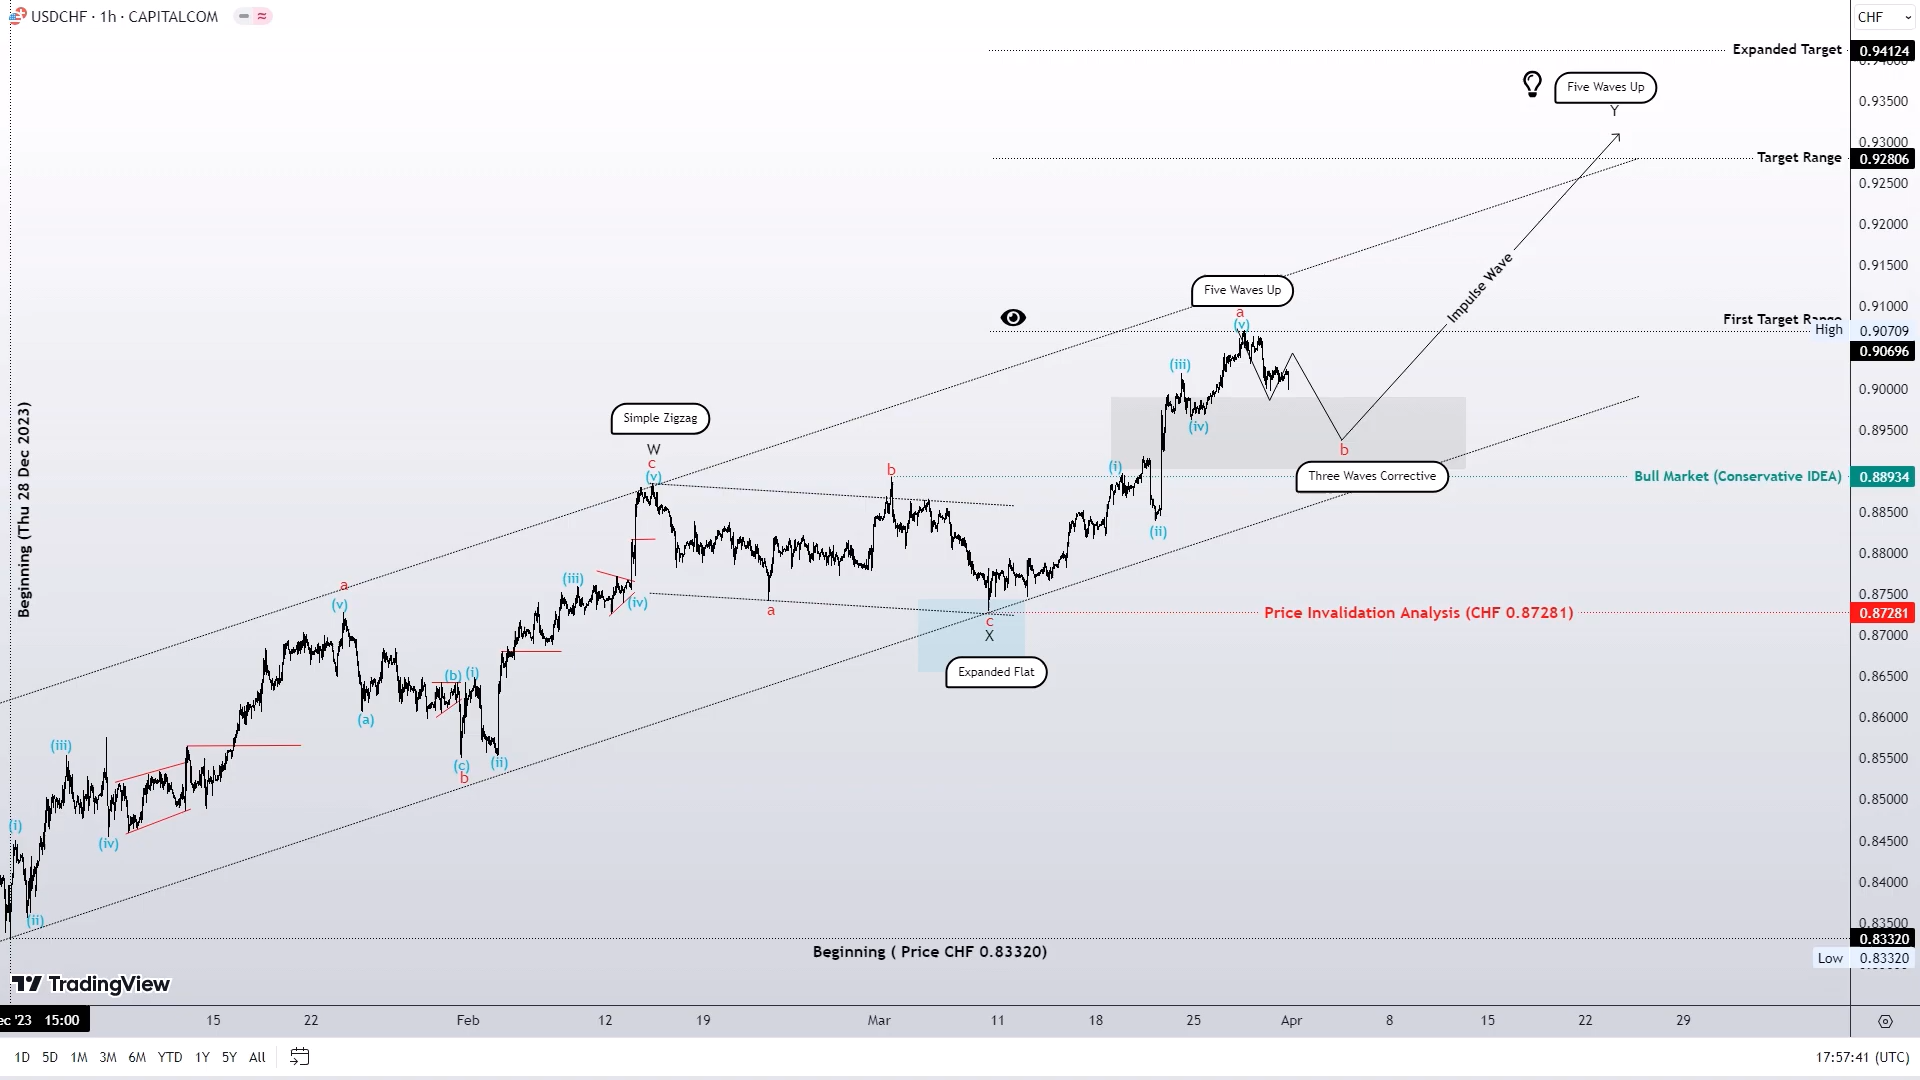 USDCHF · 1h · CAPITALCOM
CHF
Expanded Target
0.94124
Five Waves Up
Y
0.93500
0.93000
Target Range
0.92806
0.92500
0.92000
0.91500
Impulse Wave
Five Waves Up
a
(v)
0.91000
First Target Range
High
0.90709
0.90696
(iii)
0.90000
Simple Zigzag
W
c
(v)
(iv)
0.89500
b
b
(i)
Three Waves Corrective
Bull Market (Conservative IDEA)
0.88934
0.88500
(ii)
0.88000
Beginning (Thu 28 Dec 2023)
a
(v)
(iii)
(iv)
a
0.87500
Price Invalidation Analysis (CHF 0.87281)
0.87281
c
X
0.87000
Expanded Flat
(b)
(i)
0.86500
(a)
0.86000
(iii)
(c)
b
(ii)
0.85500
0.85000
(i)
(iv)
0.84500
0.84000
(ii)
0.83500
0.83320
Beginning ( Price CHF 0.83320)
Low
0.83320
TradingView
ec '23 15:00
15
22
Feb
12
19
Mar
11
18
25
Apr
8
15
22
29
1D 5D 1M 3M 6M YTD 1Y 5Y All
17:57:41 (UTC)